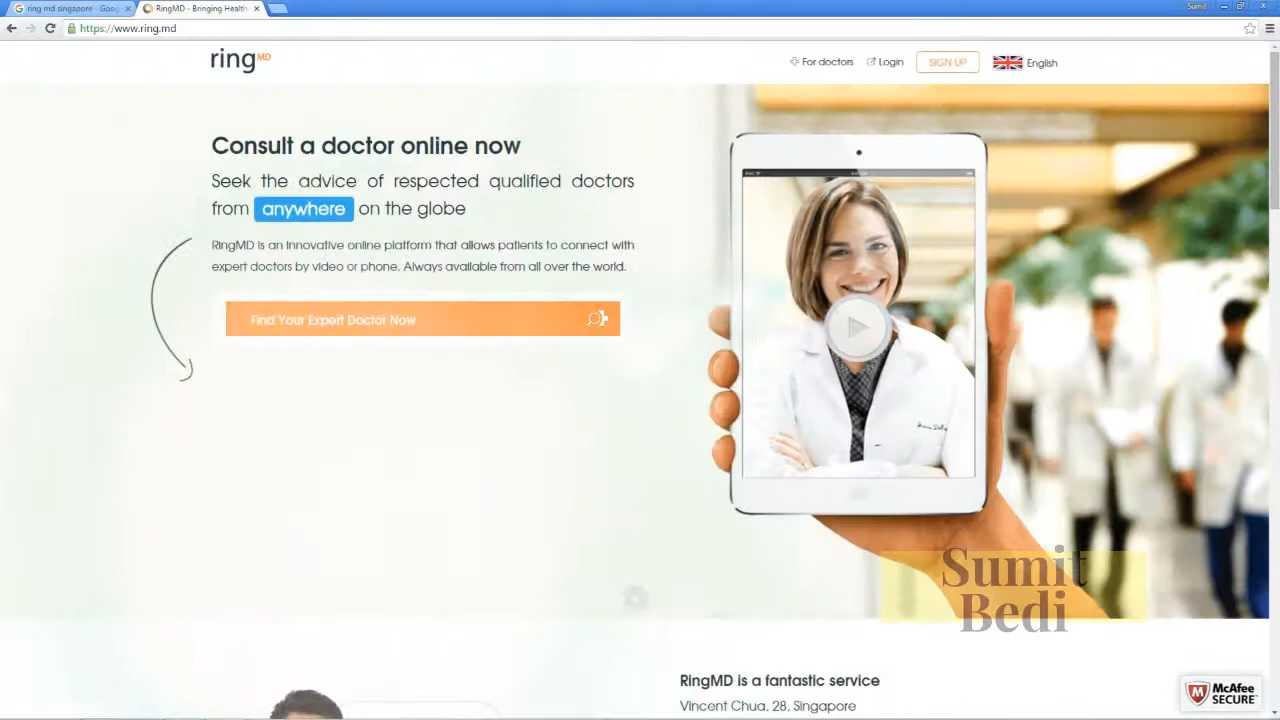 ring md singapore - Goog
RingMD - Bringing Health
Sumit
https://www.ring.md
ringMD
For doctors
Login
SIGN UP
English
Consult a doctor online now
Seek the advice of respected qualified doctors
from anywhere on the globe
RingMD is an innovative online platform that allows patients to connect with
expert doctors by video or phone. Always available from all over the world.
Find Your Expert Doctor Now
Sumit
Bedi
RingMD is a fantastic service
Vincent Chua, 28, Singapore
McAfee
SECURE